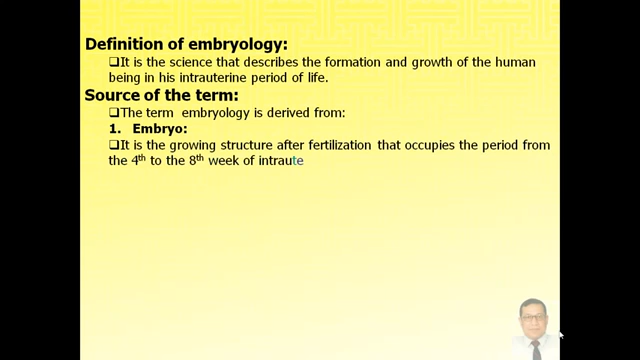 Definition of embryology:
❑It is the science that describes the formation and growth of the human
being in his intrauterine period of life.
Source of the term:
❑The term embryology is derived from:
1. Embryo:
❑It is the growing structure after fertilization that occupies the period from
the 4th to the 8th week of intraute